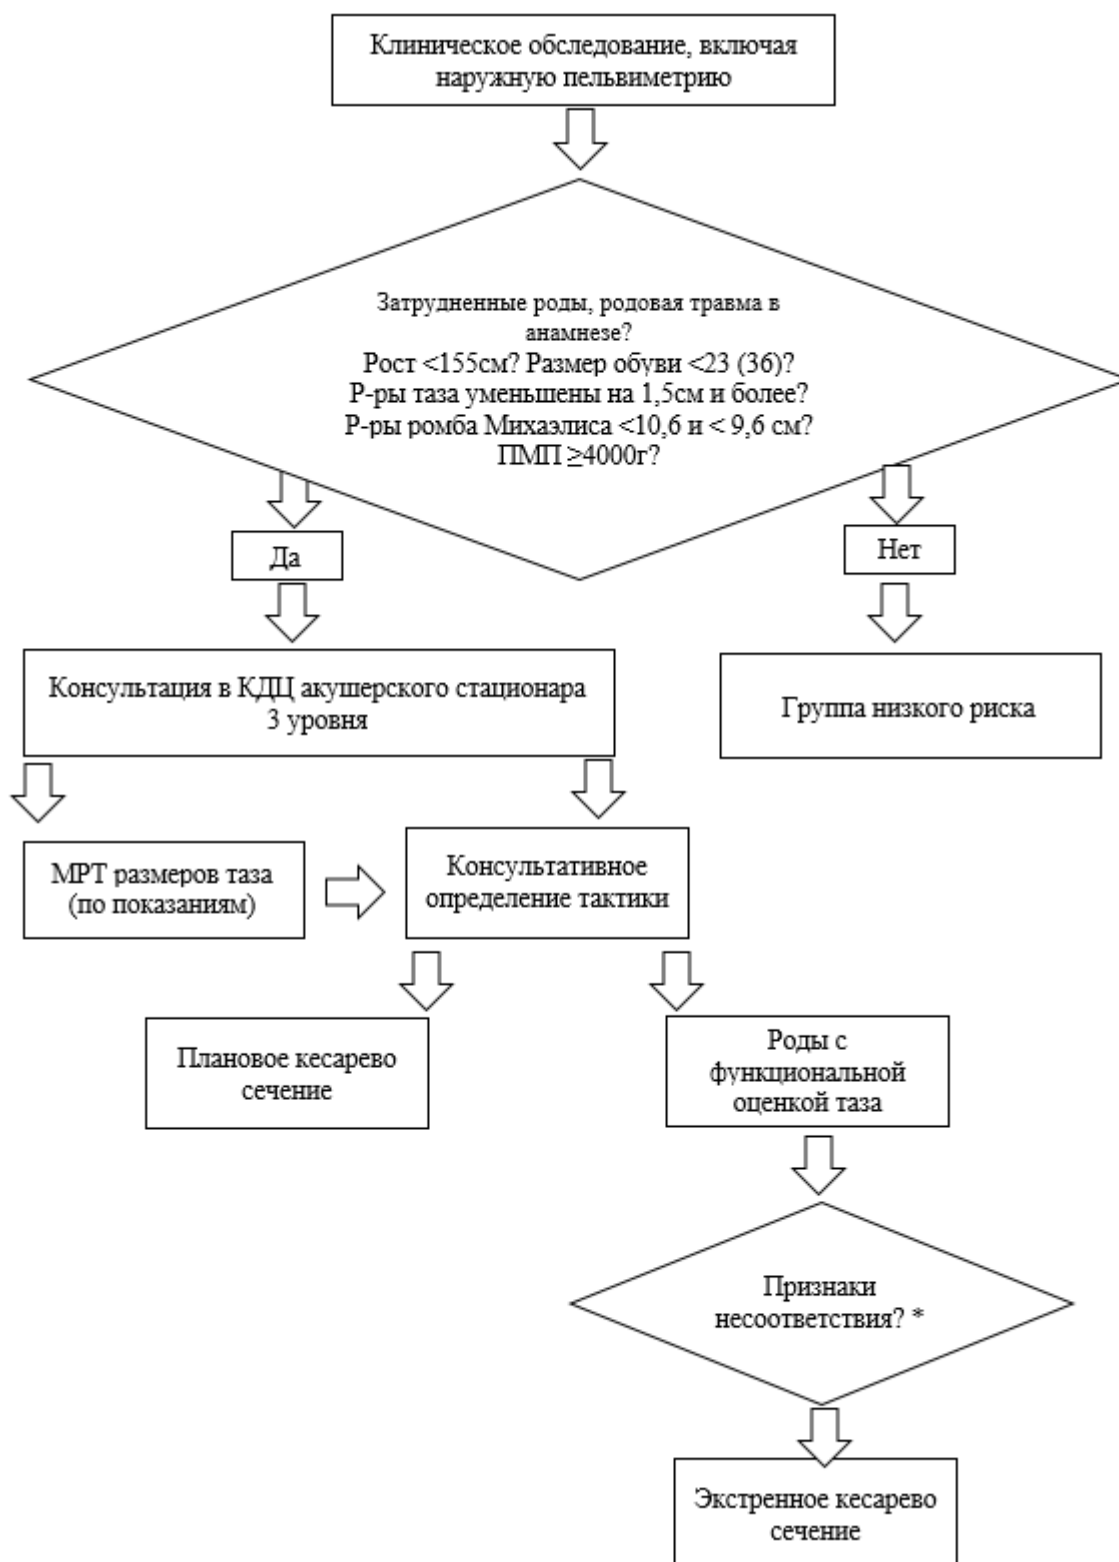 Клиническое обследование, включая
наружную пельвиметрию
Затрудненные роды, родовая травма в
анамнезе?
Рост <155см? Размер обуви <23 (36)?
Р-ры таза уменьшены на 1,5см и более?
Р-ры ромба Михаэлиса <10,6 и < 9,6 см?
ПМП ≥4000г?
Да
Нет
Консультация в КДЦ акушерского стационара
3 уровня
Группа низкого риска
МРТ размеров таза
(по показаниям)
Консультативное
определение тактики
Плановое кесарево
сечение
Роды с
функциональной
оценкой таза
Признаки
несоответствия? *
Экстренное кесарево
сечение